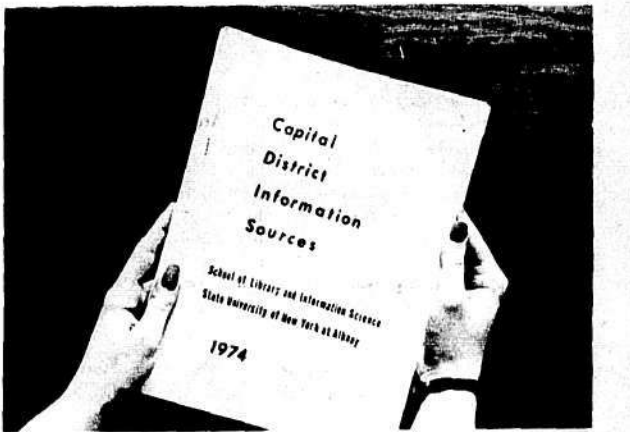 Capital
District
Information
Sources
School of Library and Information Science
State University of New York at Albany
1974